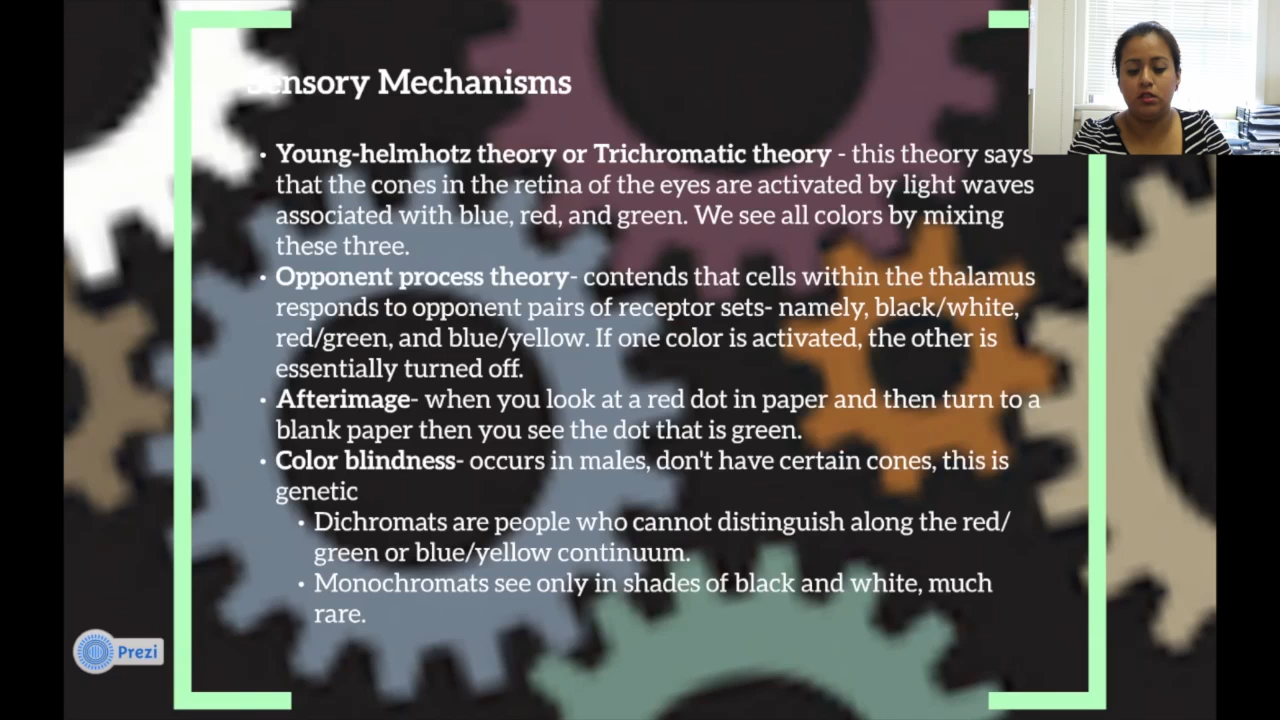 Sensory Mechanisms
• Young-helmhotz theory or Trichromatic theory - this theory says
that the cones in the retina of the eyes are activated by light waves
associated with blue, red, and green. We see all colors by mixing
these three.
• Opponent process theory- contends that cells within the thalamus
responds to opponent pairs of receptor sets- namely, black/white,
red/green, and blue/yellow. If one color is activated, the other is
essentially turned off.
• Afterimage- when you look at a red dot in paper and then turn to a
blank paper then you see the dot that is green.
• Color blindness- occurs in males, don't have certain cones, this is
genetic
• Dichromats are people who cannot distinguish along the red/
green or blue/yellow continuum.
• Monochromats see only in shades of black and white, much
rare.
Prezi